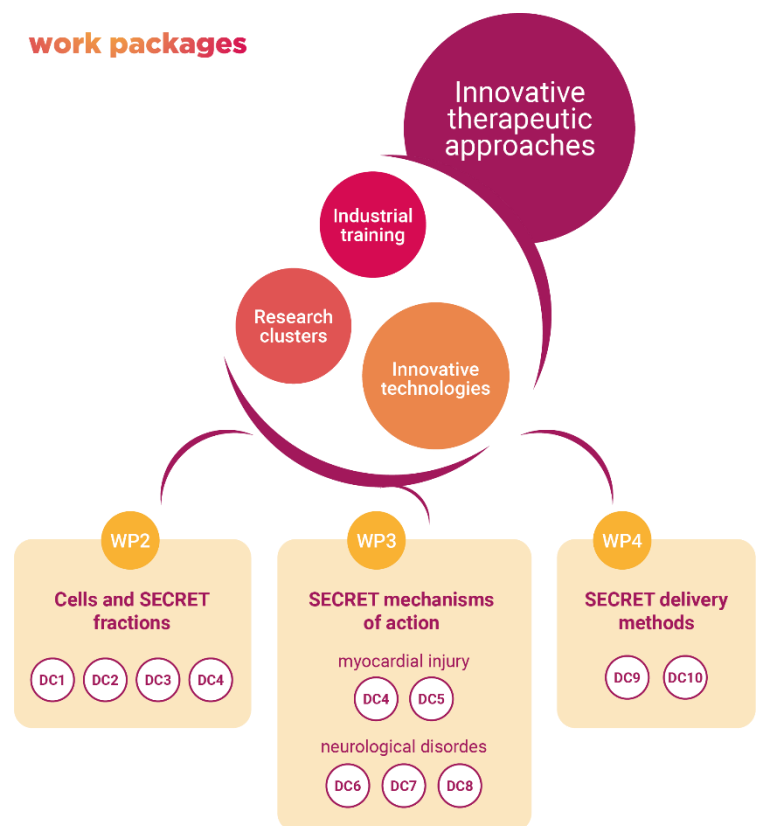 work packages
Innovative
therapeutic
approaches
Industrial
training
Research
clusters
Innovative
technologies
WP2
Cells and SECRET
fractions
DC1 DC2 DC3 DC4
WP3
SECRET mechanisms
of action
myocardial injury
DC4 DC5
neurological disordes
DC6 DC7 DC8
WP4
SECRET delivery
methods
DC9 DC10